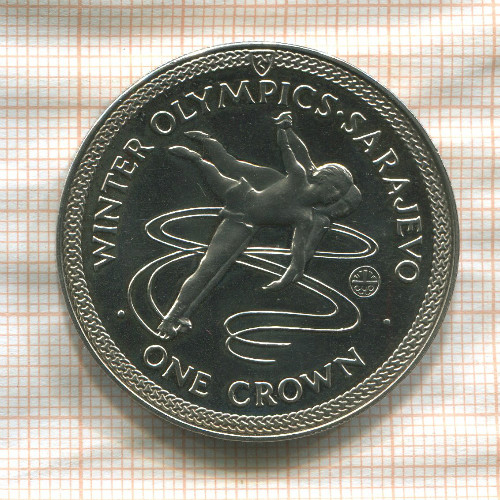 WINTER OLYMPICS · SARAJEVO
· ONE CROWN ·